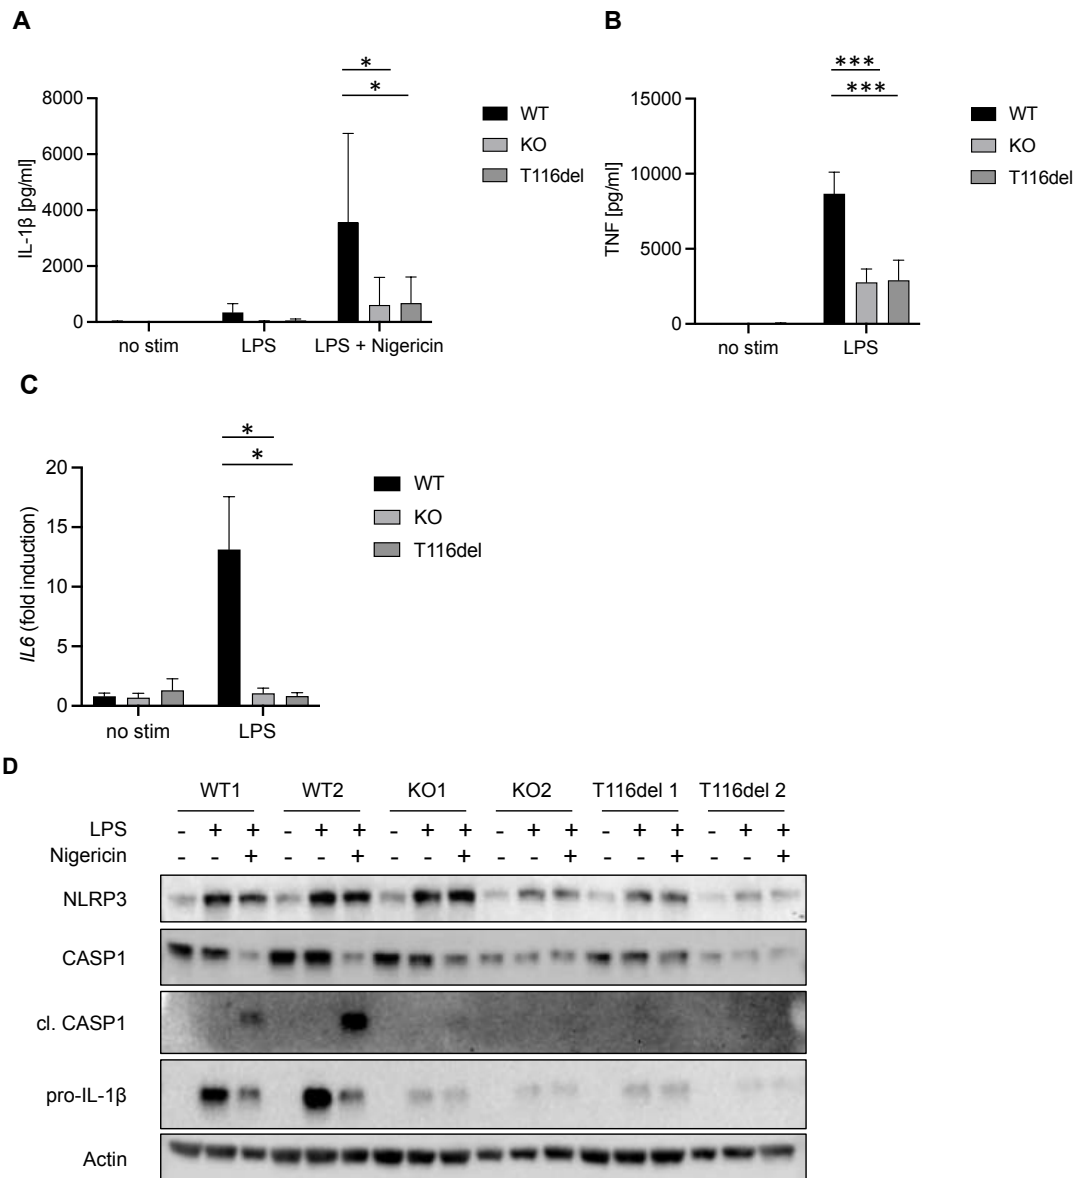 A
B
* 
*
8000
6000
4000
2000
0
IL-1β [pg/ml]
no stim
LPS
LPS + Nigericin
WT
KO
T116del
***
***
15000
10000
5000
0
TNF [pg/ml]
no stim
LPS
WT
KO
T116del
C
*
*
20
15
10
5
0
IL6 (fold induction)
no stim
LPS
WT
KO
T116del
D
WT1 WT2 KO1 KO2 T116del 1 T116del 2
LPS - + + - + + - + + - + + - + + - + +
Nigericin - - + - - + - - + - - + - - + - - +
NLRP3
CASP1
cl. CASP1
pro-IL-1β
Actin